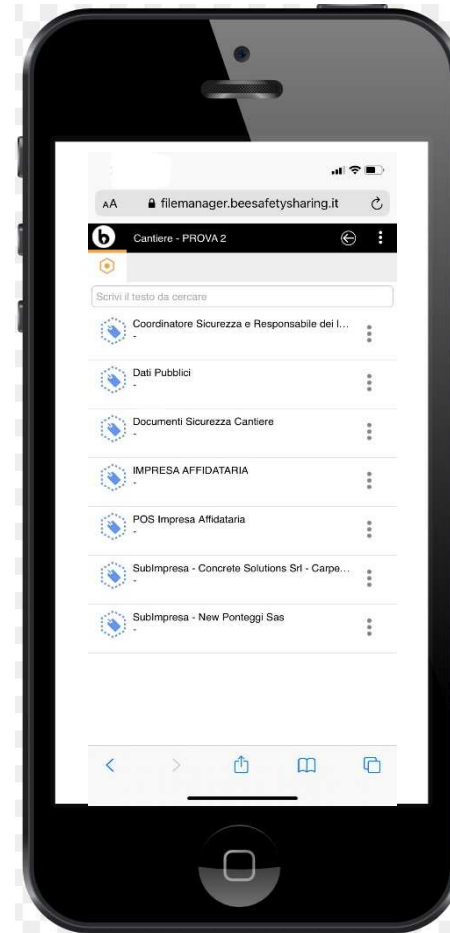 AA filemanager.beesafetysharing.it
b Cantiere - PROVA 2
Scrivi il testo da cercare
Coordinatore Sicurezza e Responsabile dei l...
-
Dati Pubblici
-
Documenti Sicurezza Cantiere
-
IMPRESA AFFIDATARIA
-
POS Impresa Affidataria
-
SubImpresa - Concrete Solutions Srl - Carpe...
-
SubImpresa - New Ponteggi Sas
-